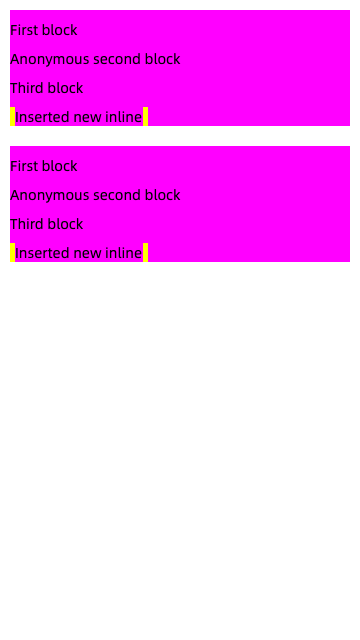 First block
Anonymous second block
Third block
Inserted new inline
First block
Anonymous second block
Third block
Inserted new inline